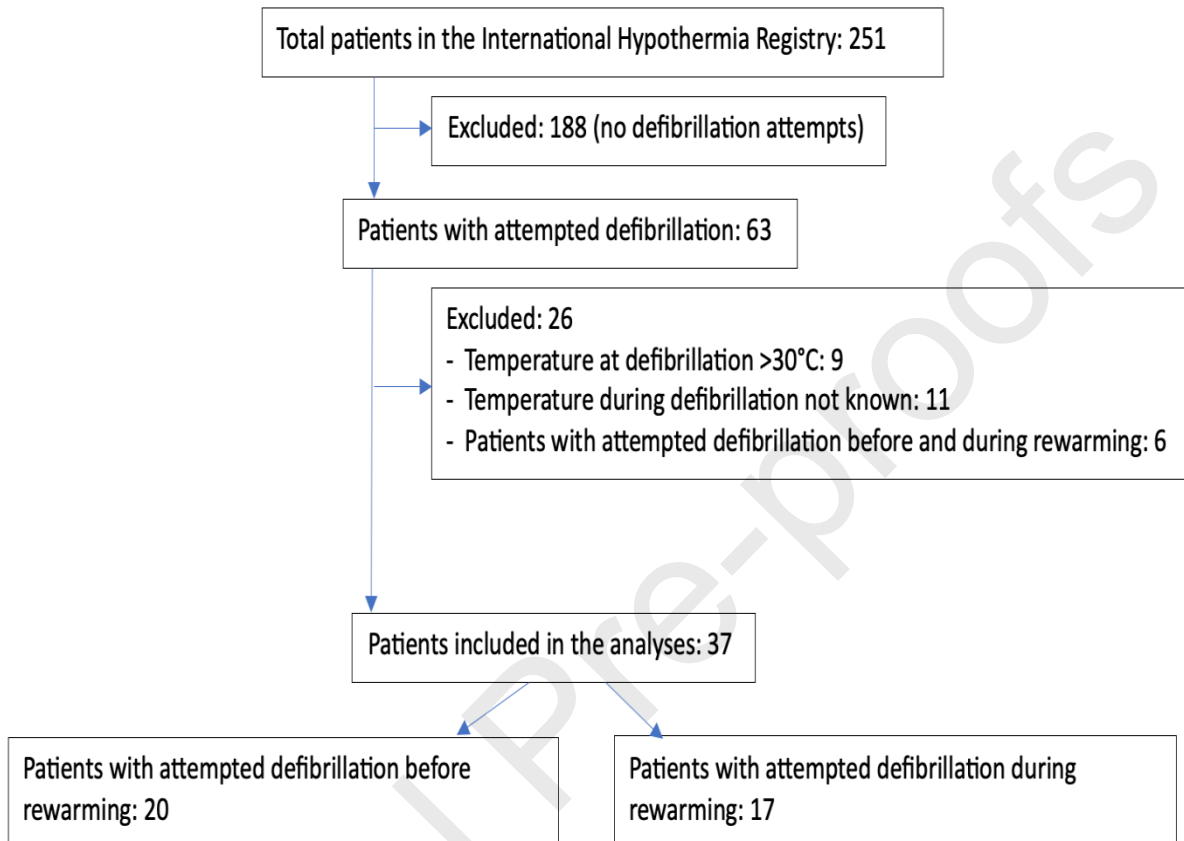 Total patients in the International Hypothermia Registry: 251
Excluded: 188 (no defibrillation attempts)
Patients with attempted defibrillation: 63
Excluded: 26
- Temperature at defibrillation >30°C: 9
- Temperature during defibrillation not known: 11
- Patients with attempted defibrillation before and during rewarming: 6
Patients included in the analyses: 37
Patients with attempted defibrillation before
rewarming: 20
Patients with attempted defibrillation during
rewarming: 17
Pre-proofs